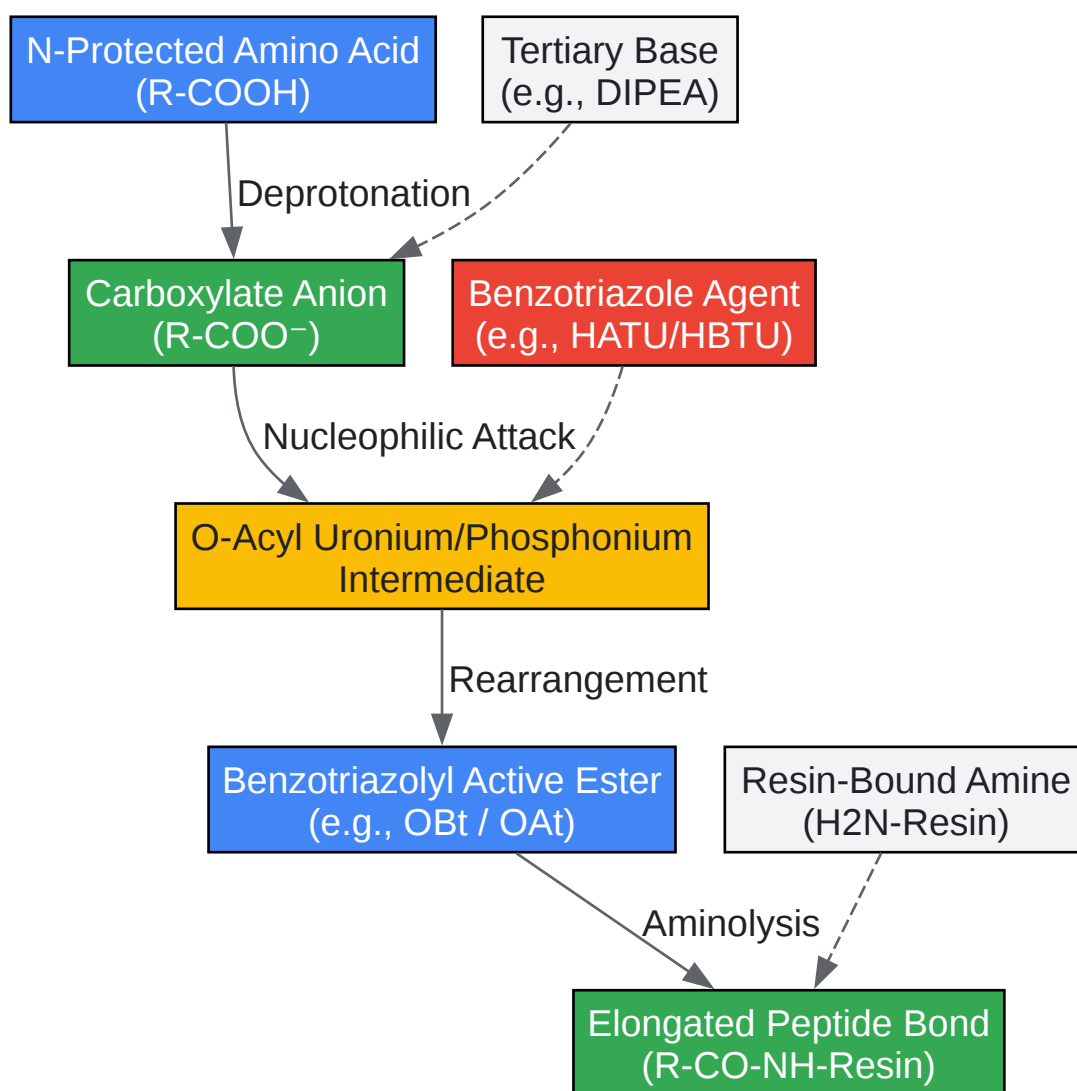 N-Protected Amino Acid
(R-COOH)
Tertiary Base
(e.g., DIPEA)
Deprotonation
Carboxylate Anion
(R-COO⁻)
Benzotriazole Agent
(e.g., HATU/HBTU)
Nucleophilic Attack
O-Acyl Uronium/Phosphonium
Intermediate
Rearrangement
Benzotriazolyl Active Ester
(e.g., OBt / OAt)
Resin-Bound Amine
(H2N-Resin)
Aminolysis
Elongated Peptide Bond
(R-CO-NH-Resin)